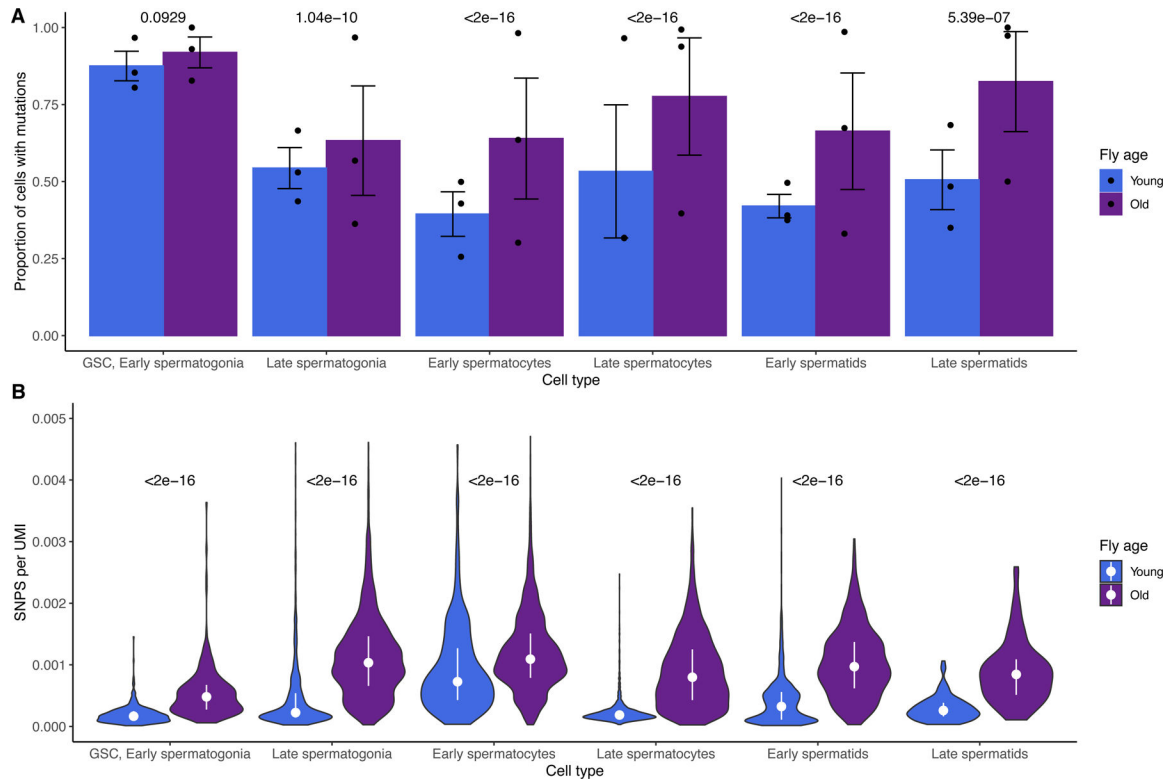 A
0.0929 1.04e−10 <2e−16 <2e−16 <2e−16 5.39e−07
Proportion of cells with mutations
1.00
0.75
0.50
0.25
0.00
GSC, Early spermatogonia Late spermatogonia Early spermatocytes Late spermatocytes Early spermatids Late spermatids
Cell type
Fly age
Young
Old
B
SNPS per UMI
0.005
0.004
0.003
0.002
0.001
0.000
<2e−16 <2e−16 <2e−16 <2e−16 <2e−16 <2e−16
GSC, Early spermatogonia Late spermatogonia Early spermatocytes Late spermatocytes Early spermatids Late spermatids
Cell type
Fly age
Young
Old